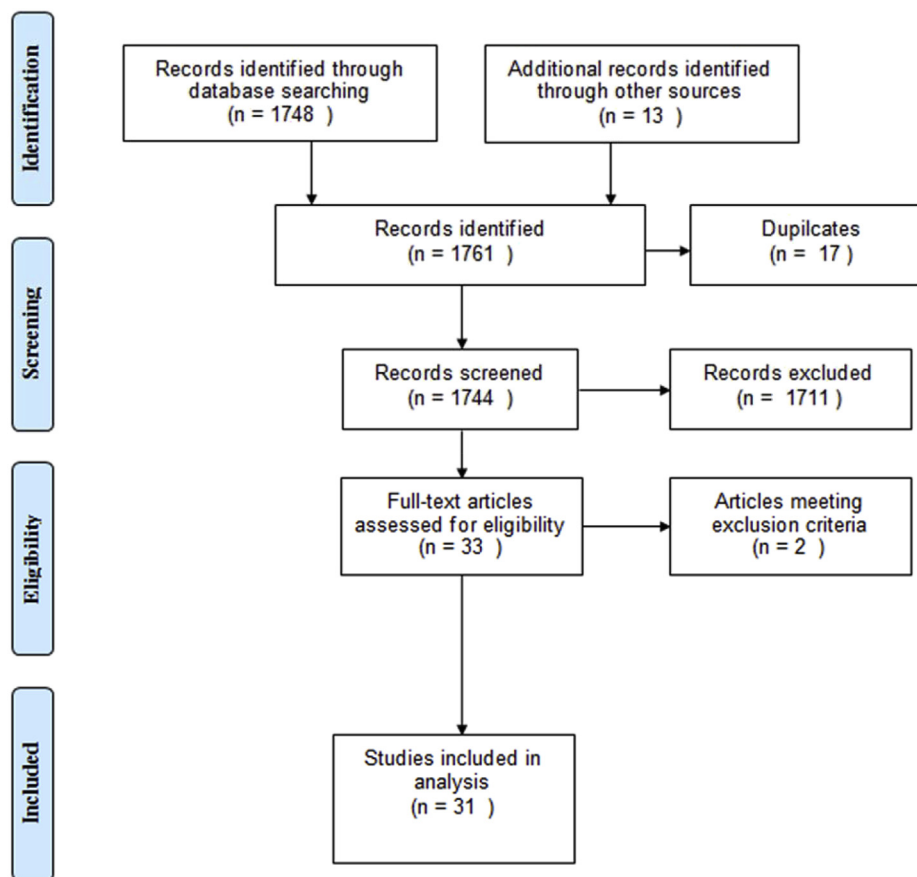 Identification
Records identified through
database searching
(n = 1748 )
Additional records identified
through other sources
(n = 13 )
Records identified
(n = 1761 )
Dupilcates
(n = 17 )
Screening
Records screened
(n = 1744 )
Records excluded
(n = 1711 )
Eligibility
Full-text articles
assessed for eligibility
(n = 33 )
Articles meeting
exclusion criteria
(n = 2 )
Included
Studies included in
analysis
(n = 31 )